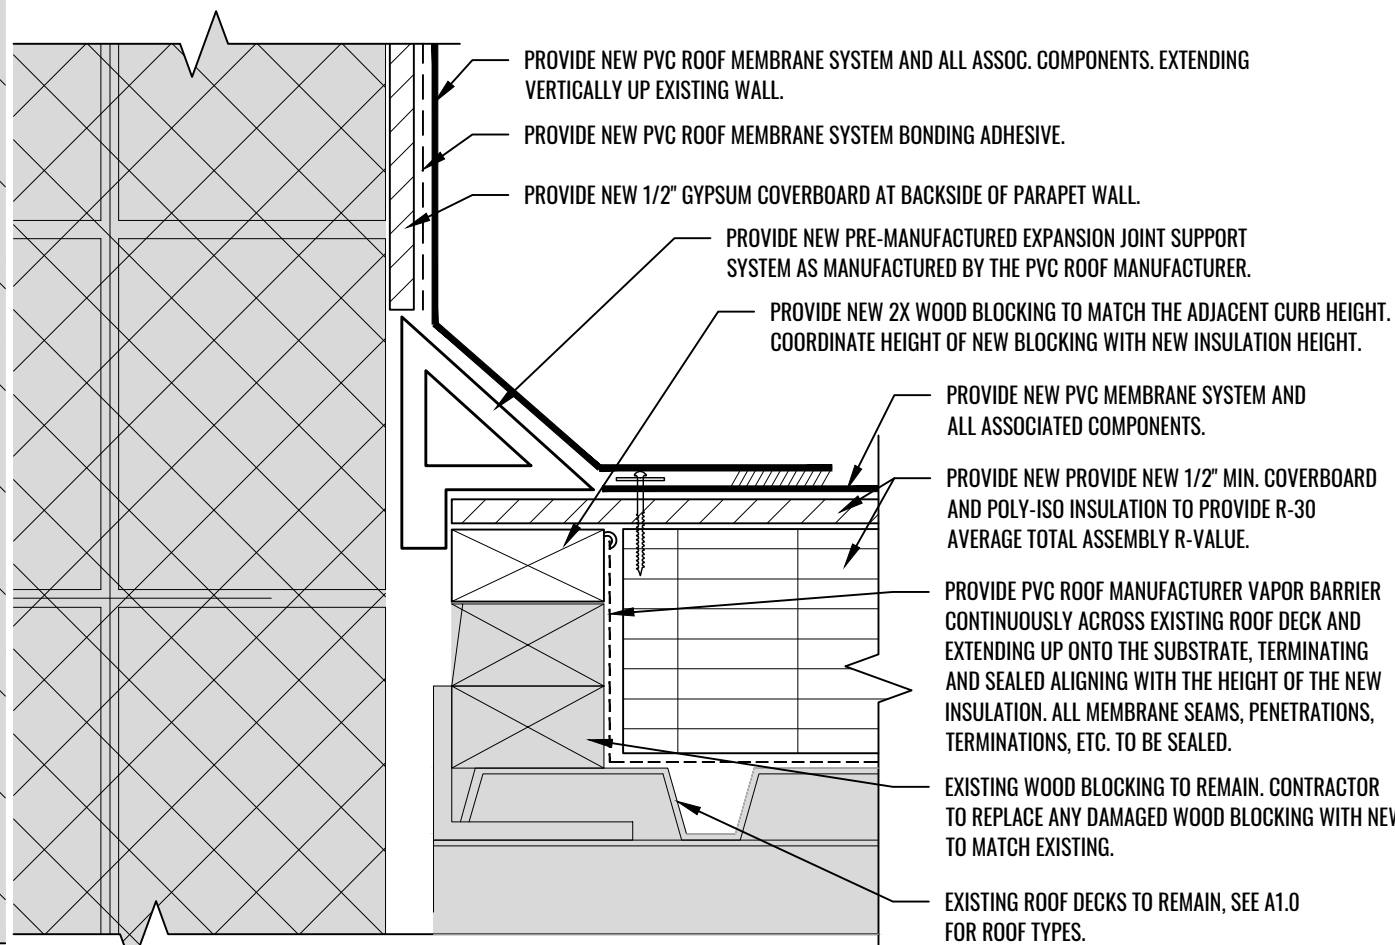 PROVIDE NEW PVC ROOF MEMBRANE SYSTEM AND ALL ASSOC. COMPONENTS. EXTENDING
VERTICALLY UP EXISTING WALL.
PROVIDE NEW PVC ROOF MEMBRANE SYSTEM BONDING ADHESIVE.
PROVIDE NEW 1/2" GYPSUM COVERBOARD AT BACKSIDE OF PARAPET WALL.
PROVIDE NEW PRE-MANUFACTURED EXPANSION JOINT SUPPORT
SYSTEM AS MANUFACTURED BY THE PVC ROOF MANUFACTURER.
PROVIDE NEW 2X WOOD BLOCKING TO MATCH THE ADJACENT CURB HEIGHT.
COORDINATE HEIGHT OF NEW BLOCKING WITH NEW INSULATION HEIGHT.
PROVIDE NEW PVC MEMBRANE SYSTEM AND
ALL ASSOCIATED COMPONENTS.
PROVIDE NEW PROVIDE NEW 1/2" MIN. COVERBOARD
AND POLY-ISO INSULATION TO PROVIDE R-30
AVERAGE TOTAL ASSEMBLY R-VALUE.
PROVIDE PVC ROOF MANUFACTURER VAPOR BARRIER
CONTINUOUSLY ACROSS EXISTING ROOF DECK AND
EXTENDING UP ONTO THE SUBSTRATE, TERMINATING
AND SEALED ALIGNING WITH THE HEIGHT OF THE NEW
INSULATION. ALL MEMBRANE SEAMS, PENETRATIONS,
TERMINATIONS, ETC. TO BE SEALED.
EXISTING WOOD BLOCKING TO REMAIN. CONTRACTOR
TO REPLACE ANY DAMAGED WOOD BLOCKING WITH NEW
TO MATCH EXISTING.
EXISTING ROOF DECKS TO REMAIN, SEE A1.0
FOR ROOF TYPES.